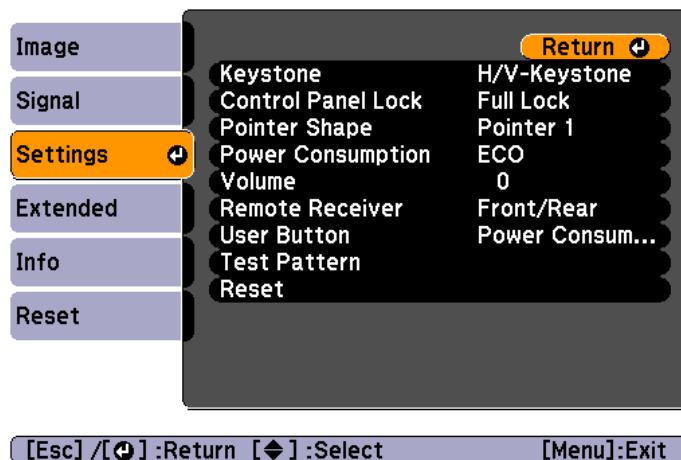 Image
Signal
Settings
Extended
Info
Reset
Return
Keystone H/V-Keystone
Control Panel Lock Full Lock
Pointer Shape Pointer 1
Power Consumption ECO
Volume 0
Remote Receiver Front/Rear
User Button Power Consum...
Test Pattern
Reset
[Esc] /[ ] :Return [ ] :Select [Menu]:Exit